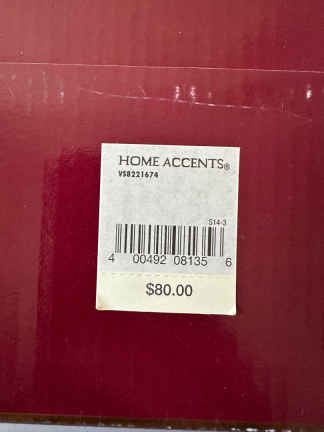 HOME ACCENTS®
VS8221674
S14-3
4 00492 08135 6
$80.00